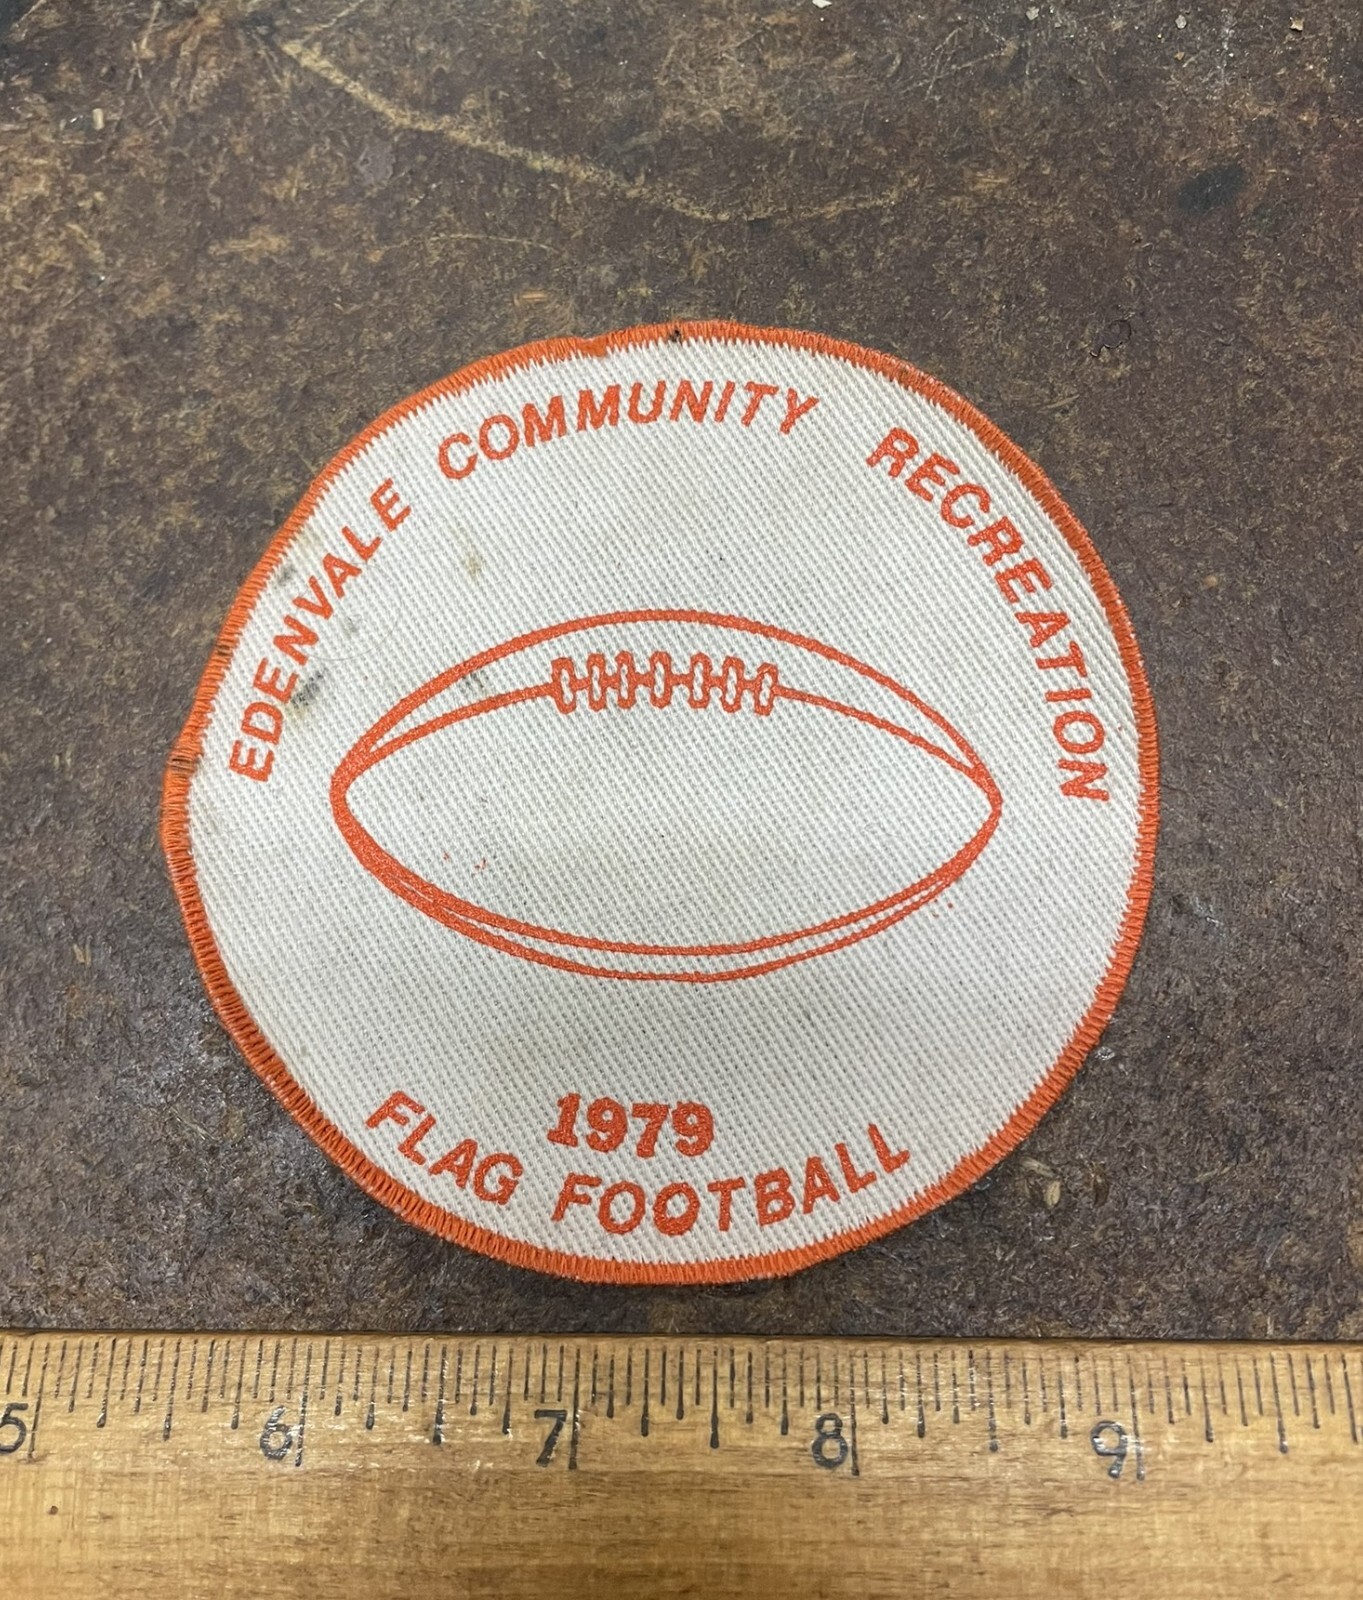 EDENVALE COMMUNITY RECREATION
1979
FLAG FOOTBALL
5 6 7 8 9